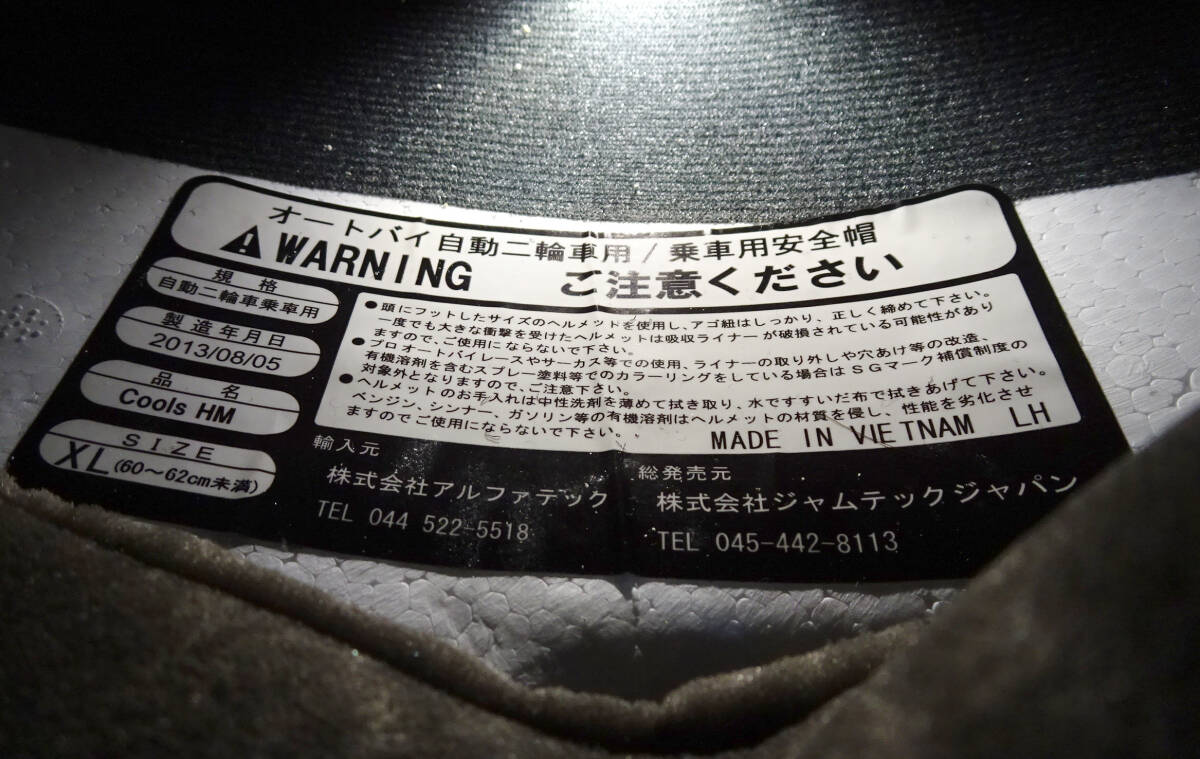 オートバイ自動二輪車用/乗車用安全帽
WARNING ご注意ください
規格
自動二輪車乗車用
製造年月日
2013/08/05
品名
Cools HM
SIZE
XL(60〜62cm未満)
●頭にフットしたサイズのヘルメットを使用し、アゴ紐はしっかり、正しく締めて下さい。
一度でも大きな衝撃を受けたヘルメットは吸収ライナーが破損されている可能性があり
ますので、ご使用にならない下さい。
●プロオートバイレースやサーカス等での使用、ライナーの取り外しや穴あけ等の改造、
有機溶剤を含むスプレー塗料等でのカラーリングをしている場合はSGマーク補償制度の
対象外となりますので、ご注意下さい。
●ヘルメットのお手入れは中性洗剤を薄めて拭き取り、水ですすいだ布で拭きあげて下さい。
ベンジン、シンナー、ガソリン等の有機溶剤はヘルメットの材質を侵し、性能を劣化させ
ますのでご使用にならないで下さい。
MADE IN VIETNAM LH
輸入元
株式会社アルファテック
TEL 044 522-5518
総発売元
株式会社ジャムテックジャパン
TEL 045-442-8113